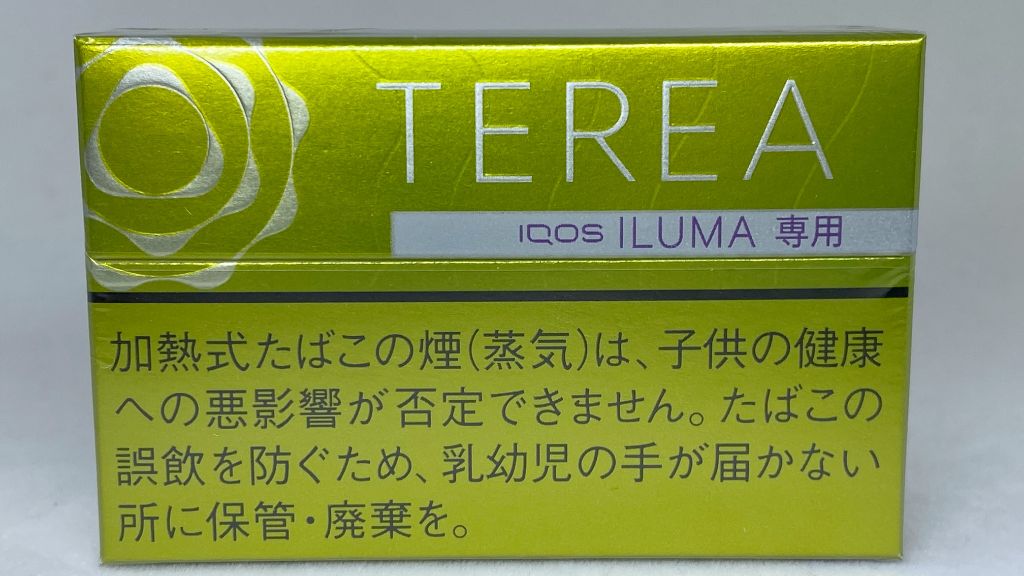 TEREA
IQOS ILUMA 専用
加熱式たばこの煙(蒸気)は、子供の健康
への悪影響が否定できません。たばこの
誤飲を防ぐため、乳幼児の手が届かない
所に保管・廃棄を。